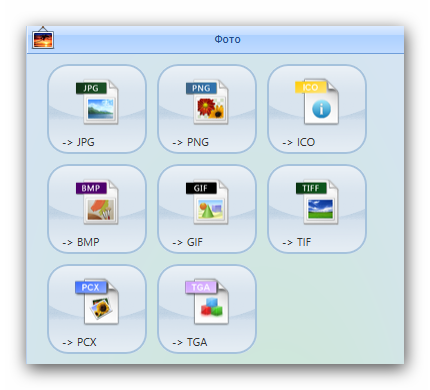 Фото
JPG PNG ICO
-> JPG -> PNG -> ICO
BMP GIF TIFF
-> BMP -> GIF -> TIF
PCX TGA
-> PCX -> TGA